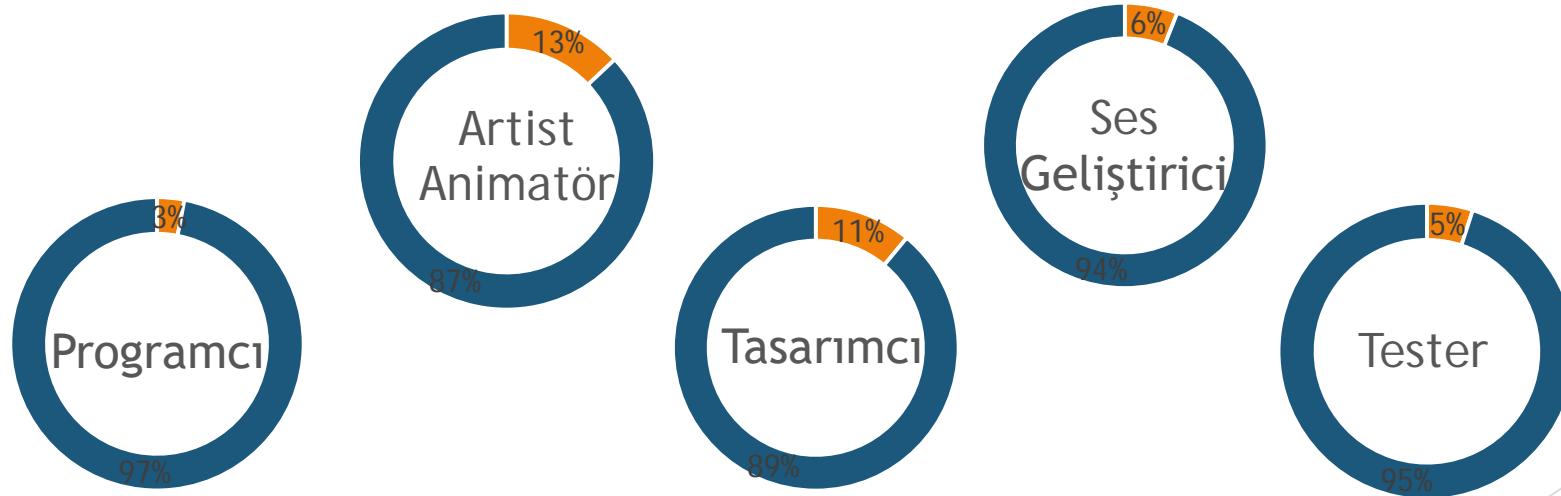 3%
Programcı
97%
13%
Artist
Animatör
87%
11%
Tasarımcı
89%
6%
Ses
Geliştirici
94%
5%
Tester
95%